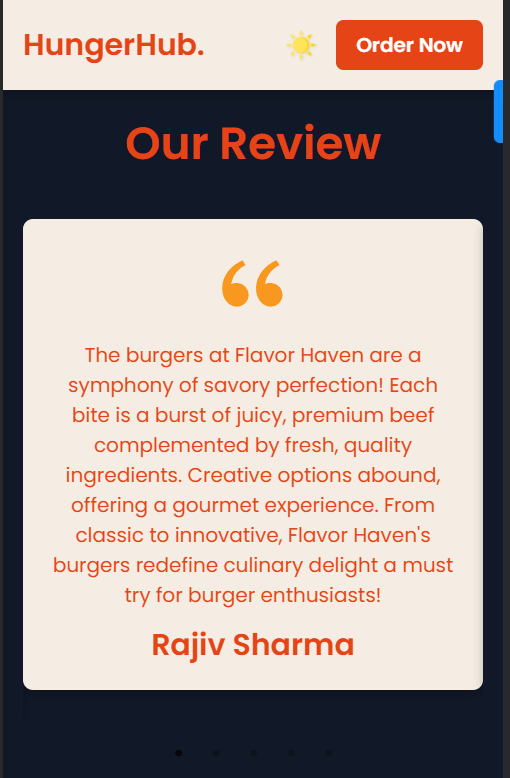 HungerHub.
Order Now
Our Review
The burgers at Flavor Haven are a
symphony of savory perfection! Each
bite is a burst of juicy, premium beef
complemented by fresh, quality
ingredients. Creative options abound,
offering a gourmet experience. From
classic to innovative, Flavor Haven's
burgers redefine culinary delight a must
try for burger enthusiasts!
Rajiv Sharma